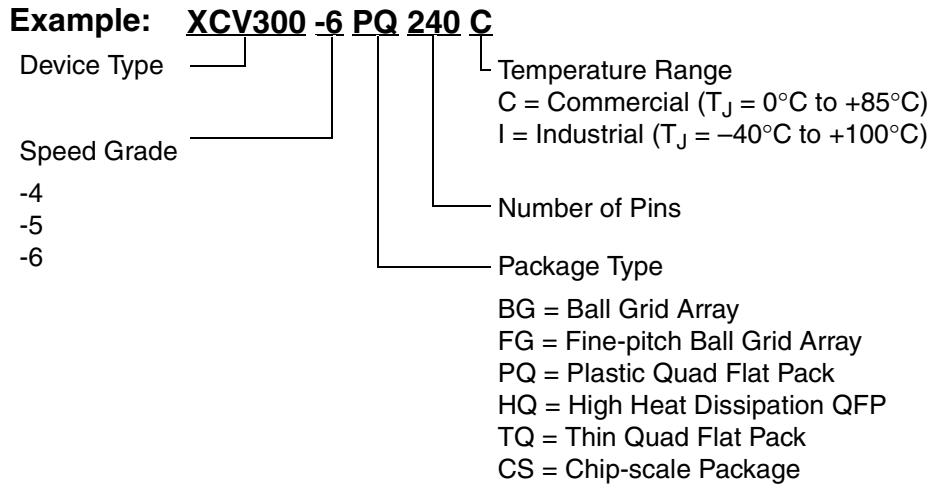 Example: XCV300 -6 PQ 240 C
Device Type
Speed Grade
-4
-5
-6
Temperature Range
C = Commercial (TJ = 0°C to +85°C)
I = Industrial (TJ = –40°C to +100°C)
Number of Pins
Package Type
BG = Ball Grid Array
FG = Fine-pitch Ball Grid Array
PQ = Plastic Quad Flat Pack
HQ = High Heat Dissipation QFP
TQ = Thin Quad Flat Pack
CS = Chip-scale Package